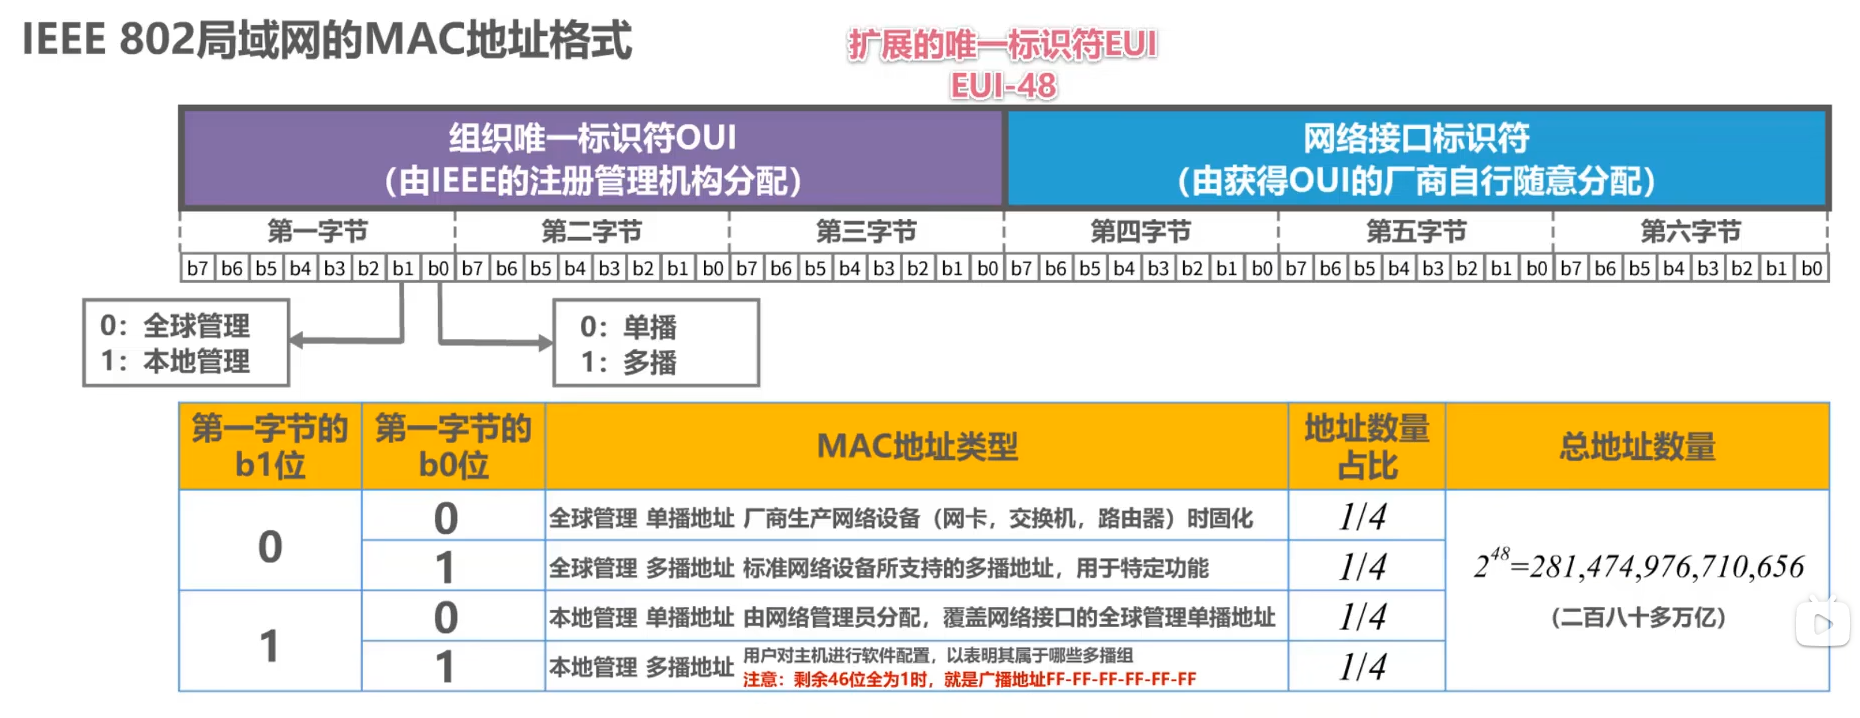 IEEE 802局域网的MAC地址格式
扩展的唯一标识符EUI
EUI-48
组织唯一标识符OUI
（由IEEE的注册管理机构分配）
网络接口标识符
（由获得OUI的厂商自行随意分配）
第一字节 第二字节 第三字节 第四字节 第五字节 第六字节
b7 b6 b5 b4 b3 b2 b1 b0 b7 b6 b5 b4 b3 b2 b1 b0 b7 b6 b5 b4 b3 b2 b1 b0 b7 b6 b5 b4 b3 b2 b1 b0 b7 b6 b5 b4 b3 b2 b1 b0 b7 b6 b5 b4 b3 b2 b1 b0
0：全球管理
1：本地管理
0：单播
1：多播
第一字节的
b1位
第一字节的
b0位
MAC地址类型
地址数量
占比
总地址数量
0
0 全球管理 单播地址 厂商生产网络设备（网卡，交换机，路由器）时固化 1/4
1 全球管理 多播地址 标准网络设备所支持的多播地址，用于特定功能 1/4
1
0 本地管理 单播地址 由网络管理员分配，覆盖网络接口的全球管理单播地址 1/4
1 本地管理 多播地址 用户对主机进行软件配置，以表明其属于哪些多播组
注意：剩余46位全为1时，就是广播地址FF-FF-FF-FF-FF-FF
1/4
2^48=281,474,976,710,656
（二百八十多万亿）